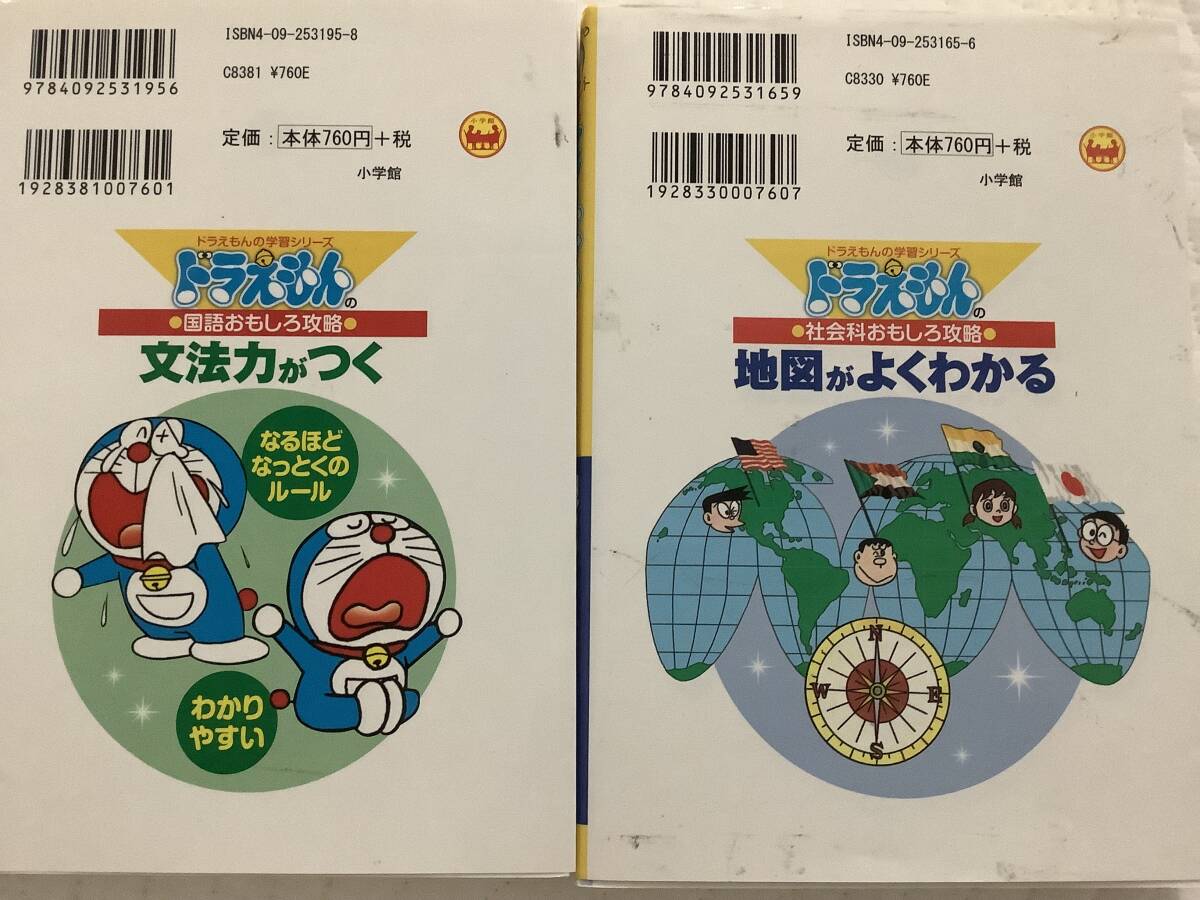 ISBN4-09-253195-8
C8381 ¥760E
9784092531956
定価：本体760円+税
小学館
1928381007601
小学館
ドラえもんの学習シリーズ
ドラえもんの
●国語おもしろ攻略●
文法力がつく
なるほど
なっとくの
ルール
わかり
やすい
ISBN4-09-253165-6
C8330 ¥760E
9784092531659
定価：本体760円+税
小学館
1928330007607
小学館
ドラえもんの学習シリーズ
ドラえもんの
●社会科おもしろ攻略●
地図がよくわかる
N
W
E
S